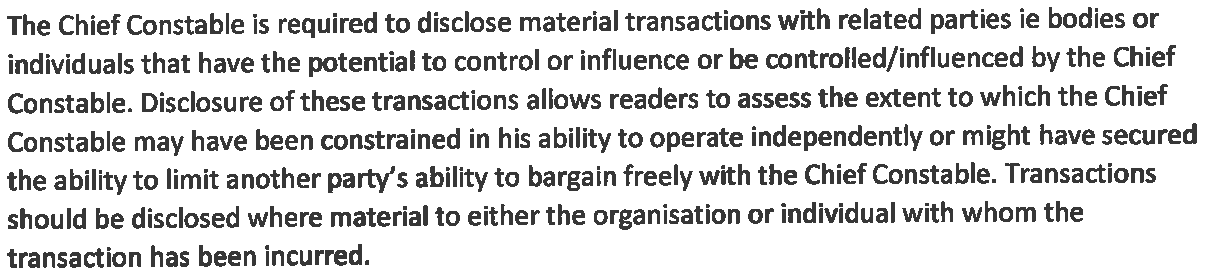 The Chief Constable is required to disclose material transactions with related parties ie bodies or
individuals that have the potential to control or influence or be controlled/influenced by the Chief
Constable. Disclosure of these transactions allows readers to assess the extent to which the Chief
Constable may have been constrained in his ability to operate independently or might have secured
the ability to limit another party's ability to bargain freely with the Chief Constable. Transactions
should be disclosed where material to either the organisation or individual with whom the
transaction has been incurred.